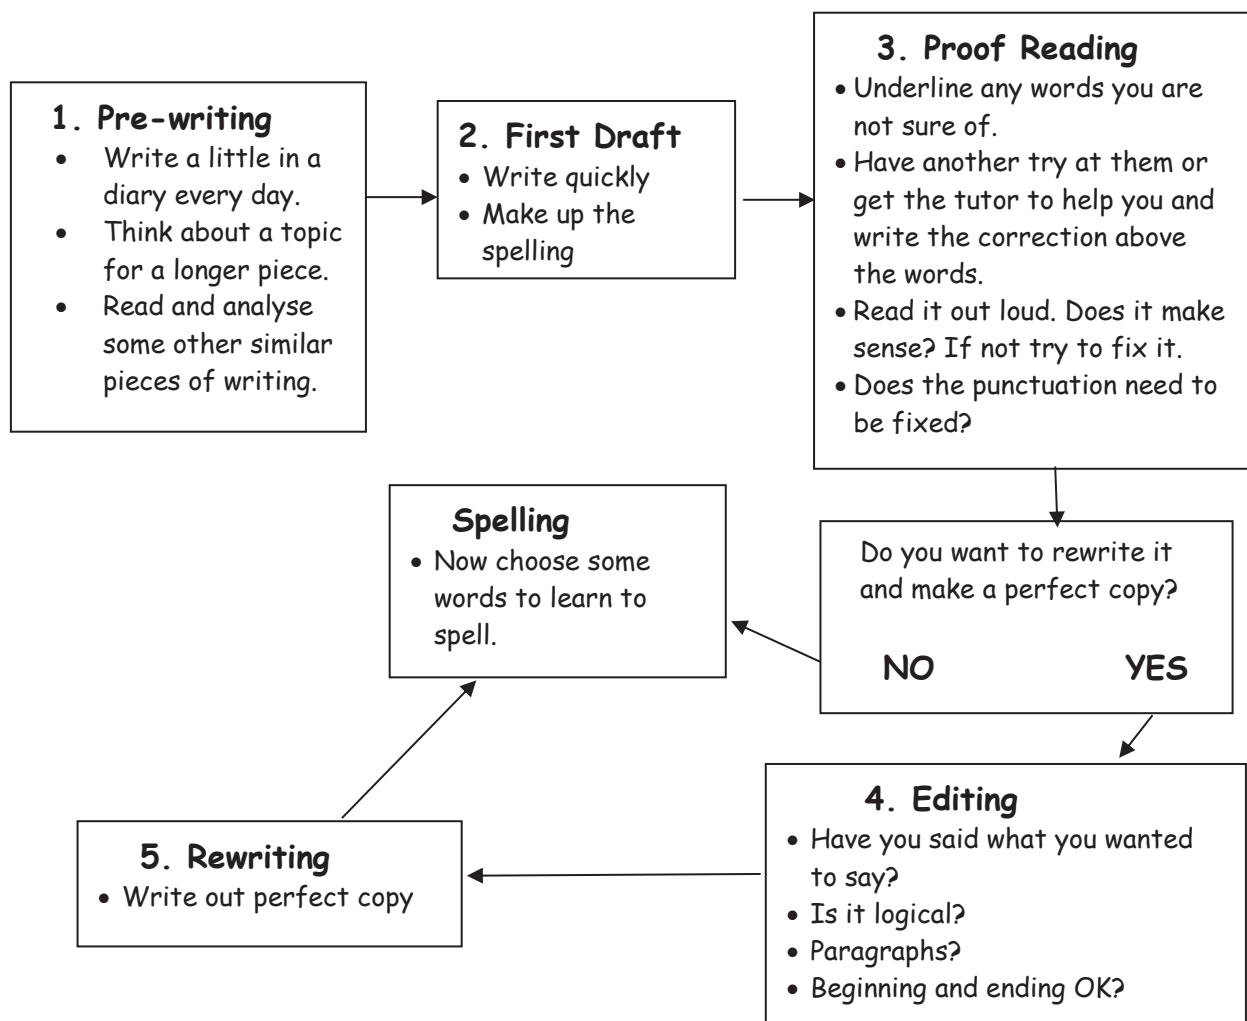 1. Pre-writing
• Write a little in a
diary every day.
• Think about a topic
for a longer piece.
• Read and analyse
some other similar
pieces of writing.
2. First Draft
• Write quickly
• Make up the
spelling
3. Proof Reading
• Underline any words you are
not sure of.
• Have another try at them or
get the tutor to help you and
write the correction above
the words.
• Read it out loud. Does it make
sense? If not try to fix it.
• Does the punctuation need to
be fixed?
Do you want to rewrite it
and make a perfect copy?
NO YES
4. Editing
• Have you said what you wanted
to say?
• Is it logical?
• Paragraphs?
• Beginning and ending OK?
5. Rewriting
• Write out perfect copy
Spelling
• Now choose some
words to learn to
spell.